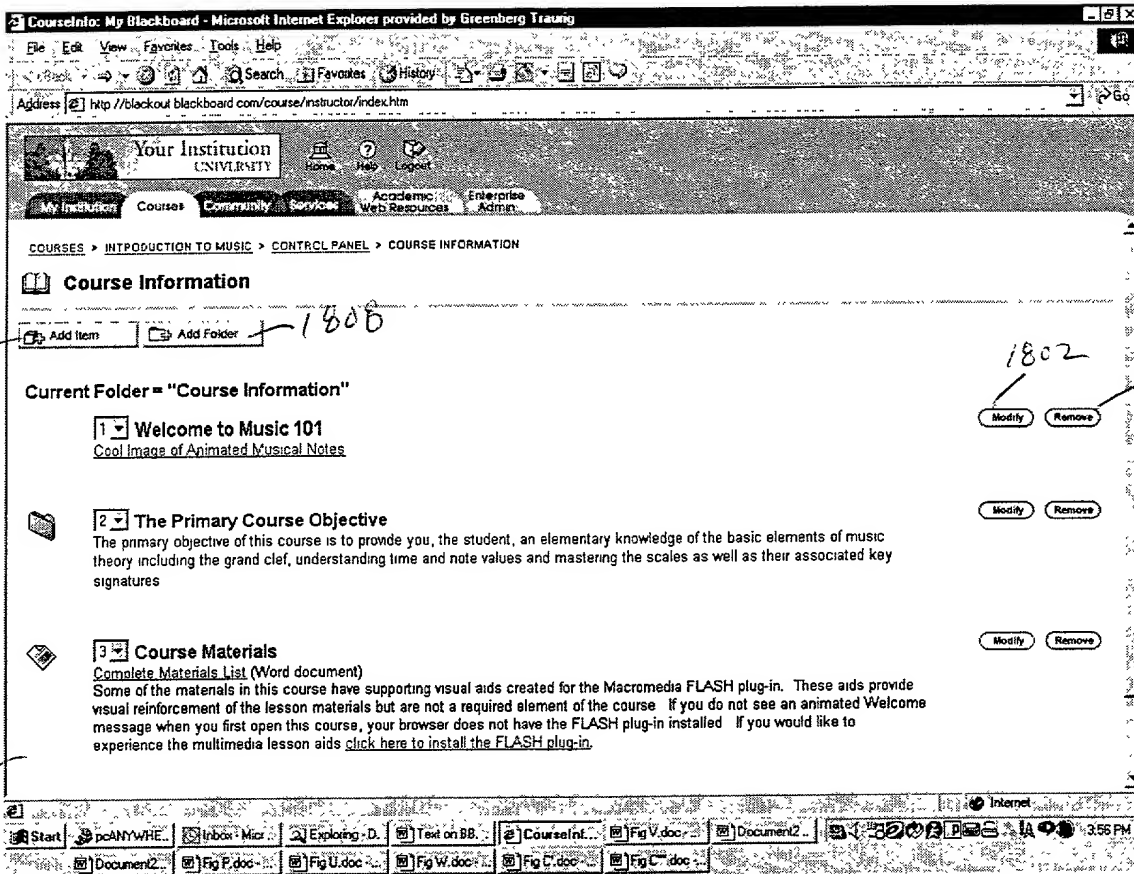 CourseInfo: My Blackboard - Microsoft Internet Explorer provided by Greenberg Traurig
File Edit View Favorites Tools Help
Back Search Favorites History
Address http //blackout blackboard com/course/instructor/index.htm Go
Your Institution
UNIVERSITY
Home Help Logout
My Institution Courses Community Services Academic Web Resources Enterprise Admin
COURSES > INTRODUCTION TO MUSIC > CONTROL PANEL > COURSE INFORMATION
Course Information
Add Item Add Folder 1808
1802
Current Folder = "Course Information"
1 Welcome to Music 101 Modify Remove
Cool Image of Animated Musical Notes
2 The Primary Course Objective Modify Remove
The primary objective of this course is to provide you, the student, an elementary knowledge of the basic elements of music
theory including the grand clef, understanding time and note values and mastering the scales as well as their associated key
signatures
3 Course Materials Modify Remove
Complete Materials List (Word document)
Some of the materials in this course have supporting visual aids created for the Macromedia FLASH plug-in. These aids provide
visual reinforcement of the lesson materials but are not a required element of the course If you do not see an animated Welcome
message when you first open this course, your browser does not have the FLASH plug-in installed If you would like to
experience the multimedia lesson aids click here to install the FLASH plug-in.
Internet
Start pcANYWHE... Inbox - Micr... Exploring - D... Text on BB... CourseInf... Fig V.doc -... Document2... 3:56 PM
Document2... Fig P.doc -... Fig U.doc -... Fig W.doc -... Fig C'.doc -... Fig C'''.doc -...